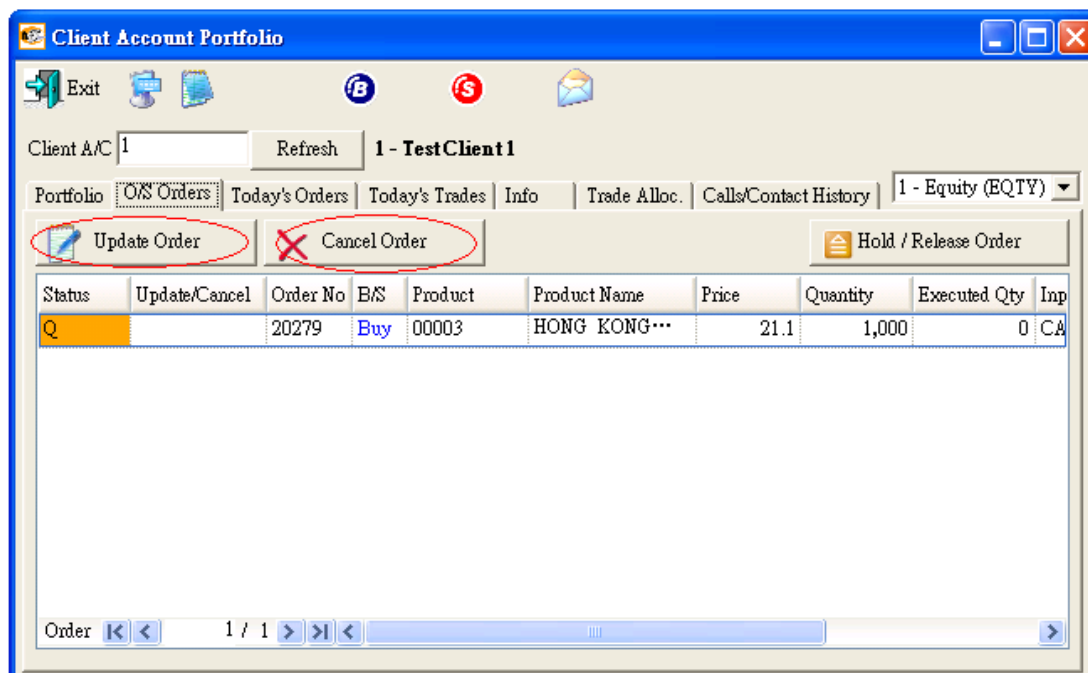 Client Account Portfolio
Exit B S
Client A/C 1 Refresh 1 - TestClient1
Portfolio O/S Orders Today's Orders Today's Trades Info Trade Alloc. Calls/Contact History 1 - Equity (EQTY)
Update Order Cancel Order Hold / Release Order
Status Update/Cancel Order No B/S Product Product Name Price Quantity Executed Qty Inp
Q 20279 Buy 00003 HONG KONG… 21.1 1,000 0 CA
Order 1 / 1